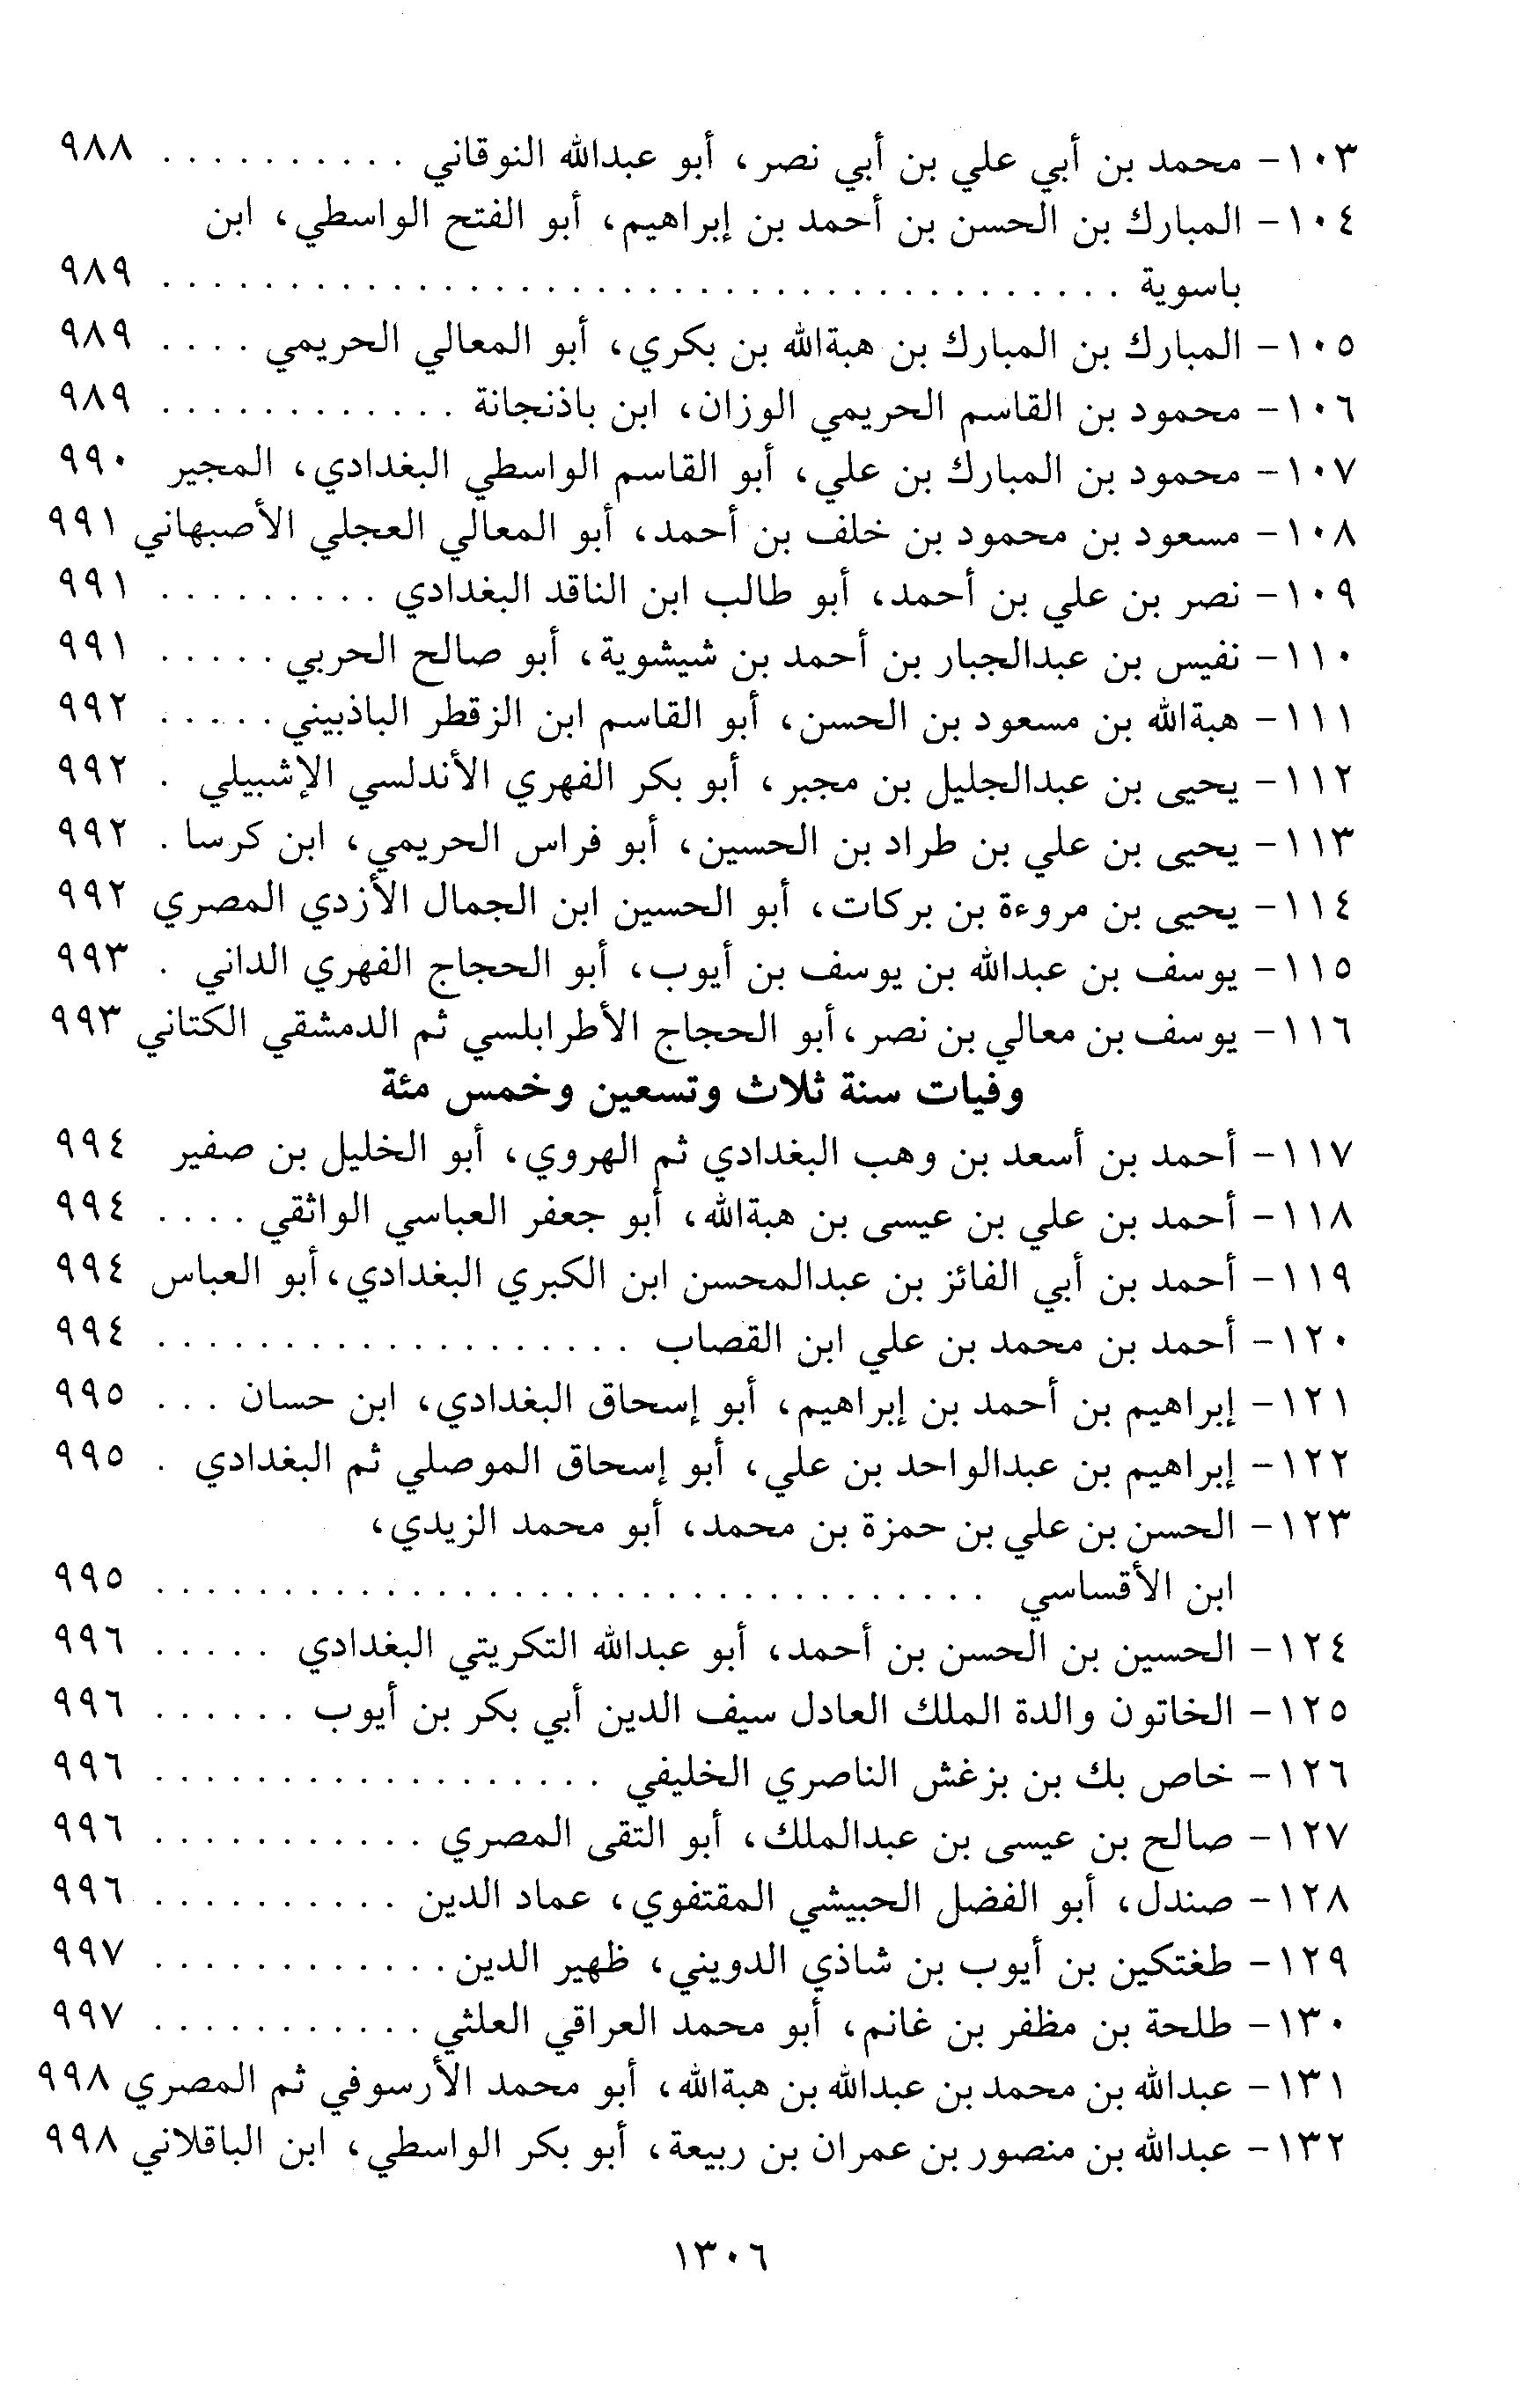 ١٠٣- محمد بن أبي علي بن أبي نصر، أبو عبدالله النوقاني . . . . . . . . . . ٩٨٨
١٠٤- المبارك بن الحسن بن أحمد بن إبراهيم، أبو الفتح الواسطي، ابن
باسوية . . . . . . . . . . . . . . . . . . . . . . . . . . . . . . . . . . . . . . ٩٨٩
١٠٥- المبارك بن المبارك بن هبةالله بن بكري، أبو المعالي الحريمي . . . . ٩٨٩
١٠٦- محمود بن القاسم الحريمي الوزان، ابن باذنجانة . . . . . . . . . . . . ٩٨٩
١٠٧- محمود بن المبارك بن علي، أبو القاسم الواسطي البغدادي، المجير ٩٩٠
١٠٨- مسعود بن محمود بن خلف بن أحمد، أبو المعالي العجلي الأصبهاني ٩٩١
١٠٩- نصر بن علي بن أحمد، أبو طالب ابن الناقد البغدادي . . . . . . . . . ٩٩١
١١٠- نفيس بن عبدالجبار بن أحمد بن شيشوية، أبو صالح الحربي . . . . . ٩٩١
١١١- هبةالله بن مسعود بن الحسن، أبو القاسم ابن الزقطر الباذبيني . . . . . ٩٩٢
١١٢- يحيى بن عبدالجليل بن مجبر، أبو بكر الفهري الأندلسي الإشبيلي . ٩٩٢
١١٣- يحيى بن علي بن طراد بن الحسين، أبو فراس الحريمي، ابن كرسا . ٩٩٢
١١٤- يحيى بن مروءة بن بركات، أبو الحسين ابن الجمال الأزدي المصري ٩٩٢
١١٥- يوسف بن عبدالله بن يوسف بن أيوب، أبو الحجاج الفهري الداني . ٩٩٣
١١٦- يوسف بن معالي بن نصر، أبو الحجاج الأطرابلسي ثم الدمشقي الكتاني ٩٩٣
وفيات سنة ثلاث وتسعين وخمس مئة
١١٧- أحمد بن أسعد بن وهب البغدادي ثم الهروي، أبو الخليل بن صفير ٩٩٤
١١٨- أحمد بن علي بن عيسى بن هبةالله، أبو جعفر العباسي الواثقي . . . . ٩٩٤
١١٩- أحمد بن أبي الفائز بن عبدالمحسن ابن الكبري البغدادي، أبو العباس ٩٩٤
١٢٠- أحمد بن محمد بن علي ابن القصاب . . . . . . . . . . . . . . . . . . . ٩٩٤
١٢١- إبراهيم بن أحمد بن إبراهيم، أبو إسحاق البغدادي، ابن حسان . . . ٩٩٥
١٢٢- إبراهيم بن عبدالواحد بن علي، أبو إسحاق الموصلي ثم البغدادي . ٩٩٥
١٢٣- الحسن بن علي بن حمزة بن محمد، أبو محمد الزيدي،
ابن الأقساسي . . . . . . . . . . . . . . . . . . . . . . . . . . . . . . . . . ٩٩٥
١٢٤- الحسين بن الحسن بن أحمد، أبو عبدالله التكريتي البغدادي . . . . . ٩٩٦
١٢٥- الخاتون والدة الملك العادل سيف الدين أبي بكر بن أيوب . . . . . . ٩٩٦
١٢٦- خاص بك بن بزغش الناصري الخليفي . . . . . . . . . . . . . . . . . . ٩٩٦
١٢٧- صالح بن عيسى بن عبدالملك، أبو التقى المصري . . . . . . . . . . . ٩٩٦
١٢٨- صندل، أبو الفضل الحبيشي المقتفوي، عماد الدين . . . . . . . . . . ٩٩٦
١٢٩- طغتكين بن أيوب بن شاذي الدويني، ظهير الدين . . . . . . . . . . . . ٩٩٧
١٣٠- طلحة بن مظفر بن غانم، أبو محمد العراقي العلثي . . . . . . . . . . . ٩٩٧
١٣١- عبدالله بن محمد بن عبدالله بن هبةالله، أبو محمد الأرسوفي ثم المصري ٩٩٨
١٣٢- عبدالله بن منصور بن عمران بن ربيعة، أبو بكر الواسطي، ابن الباقلاني ٩٩٨
١٣٠٦